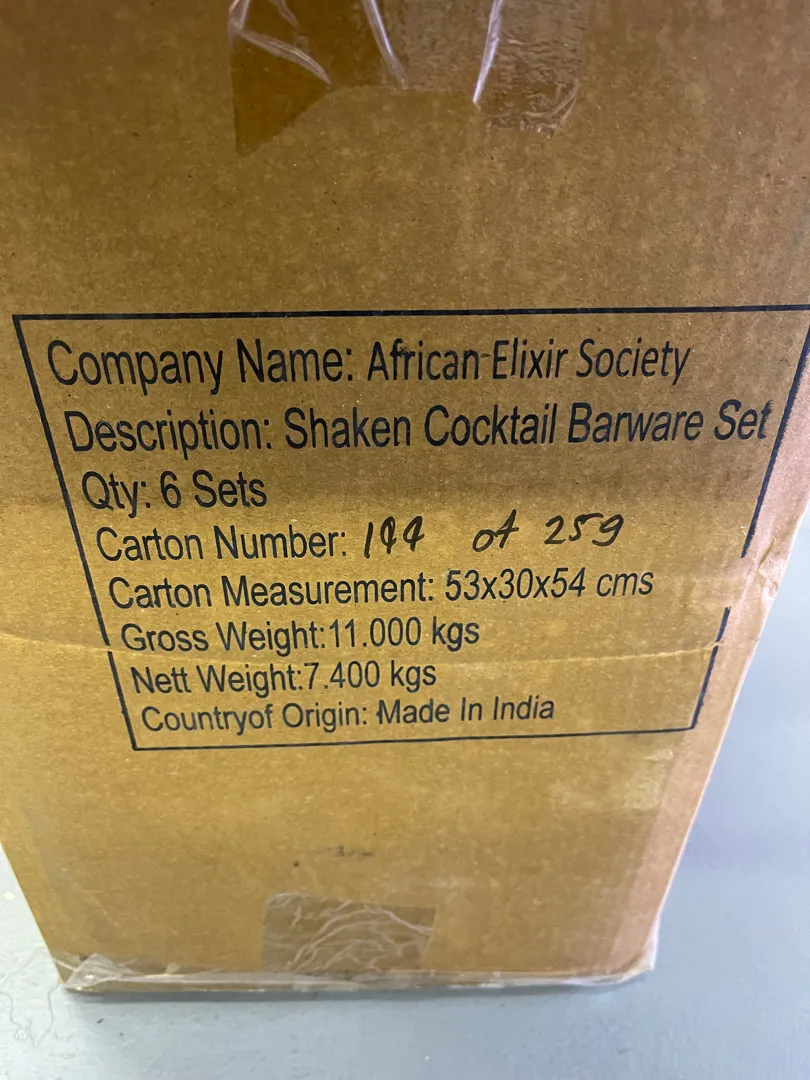 Company Name: African Elixir Society
Description: Shaken Cocktail Barware Set
Qty: 6 Sets
Carton Number: 144 of 259
Carton Measurement: 53x30x54 cms
Gross Weight:11.000 kgs
Nett Weight:7.400 kgs
Countryof Origin: Made In India